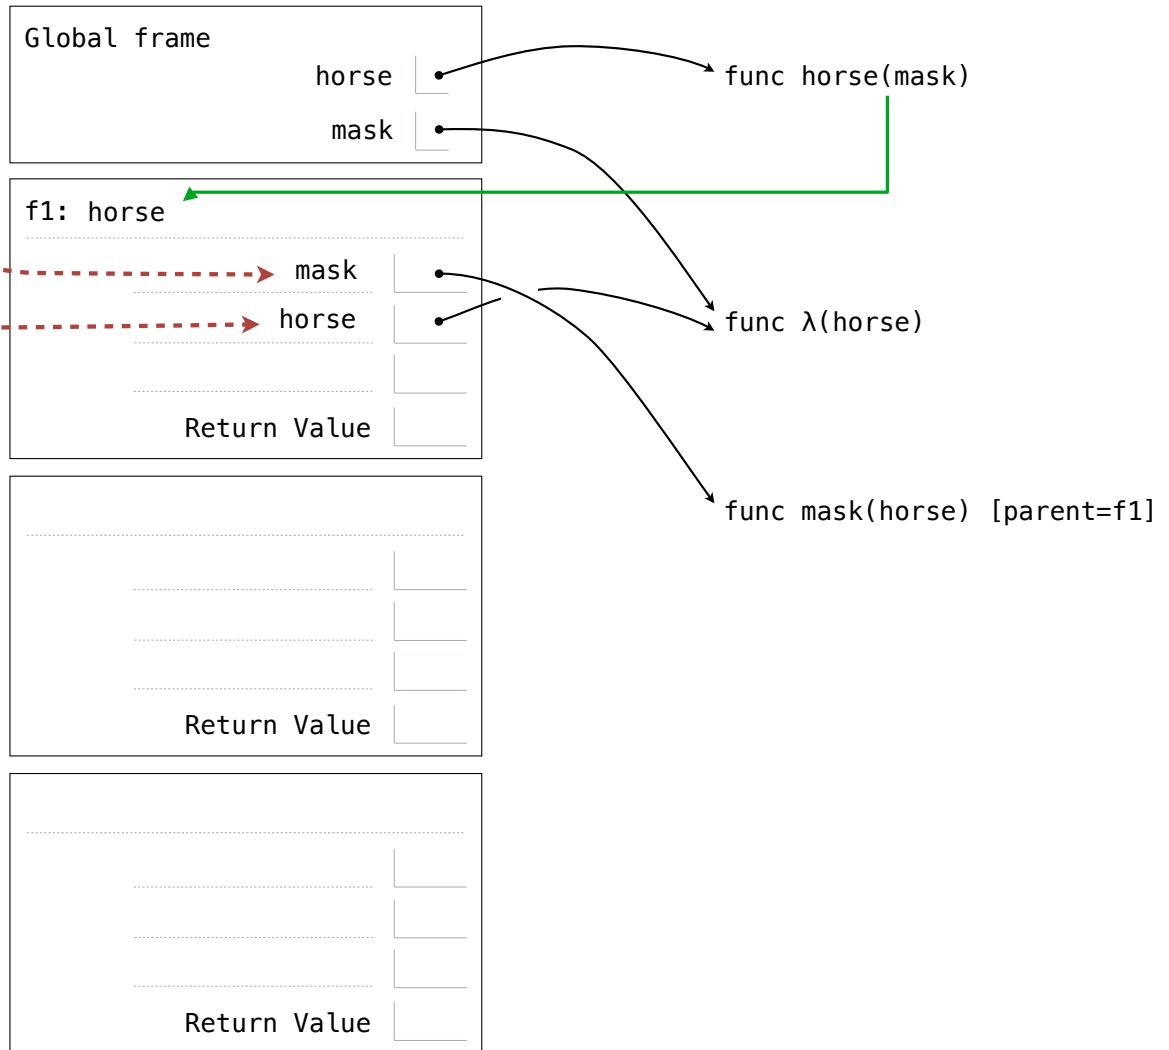 Global frame
horse
func horse(mask)
mask
f1: horse
mask
horse
func λ(horse)
Return Value
func mask(horse) [parent=f1]
Return Value
Return Value